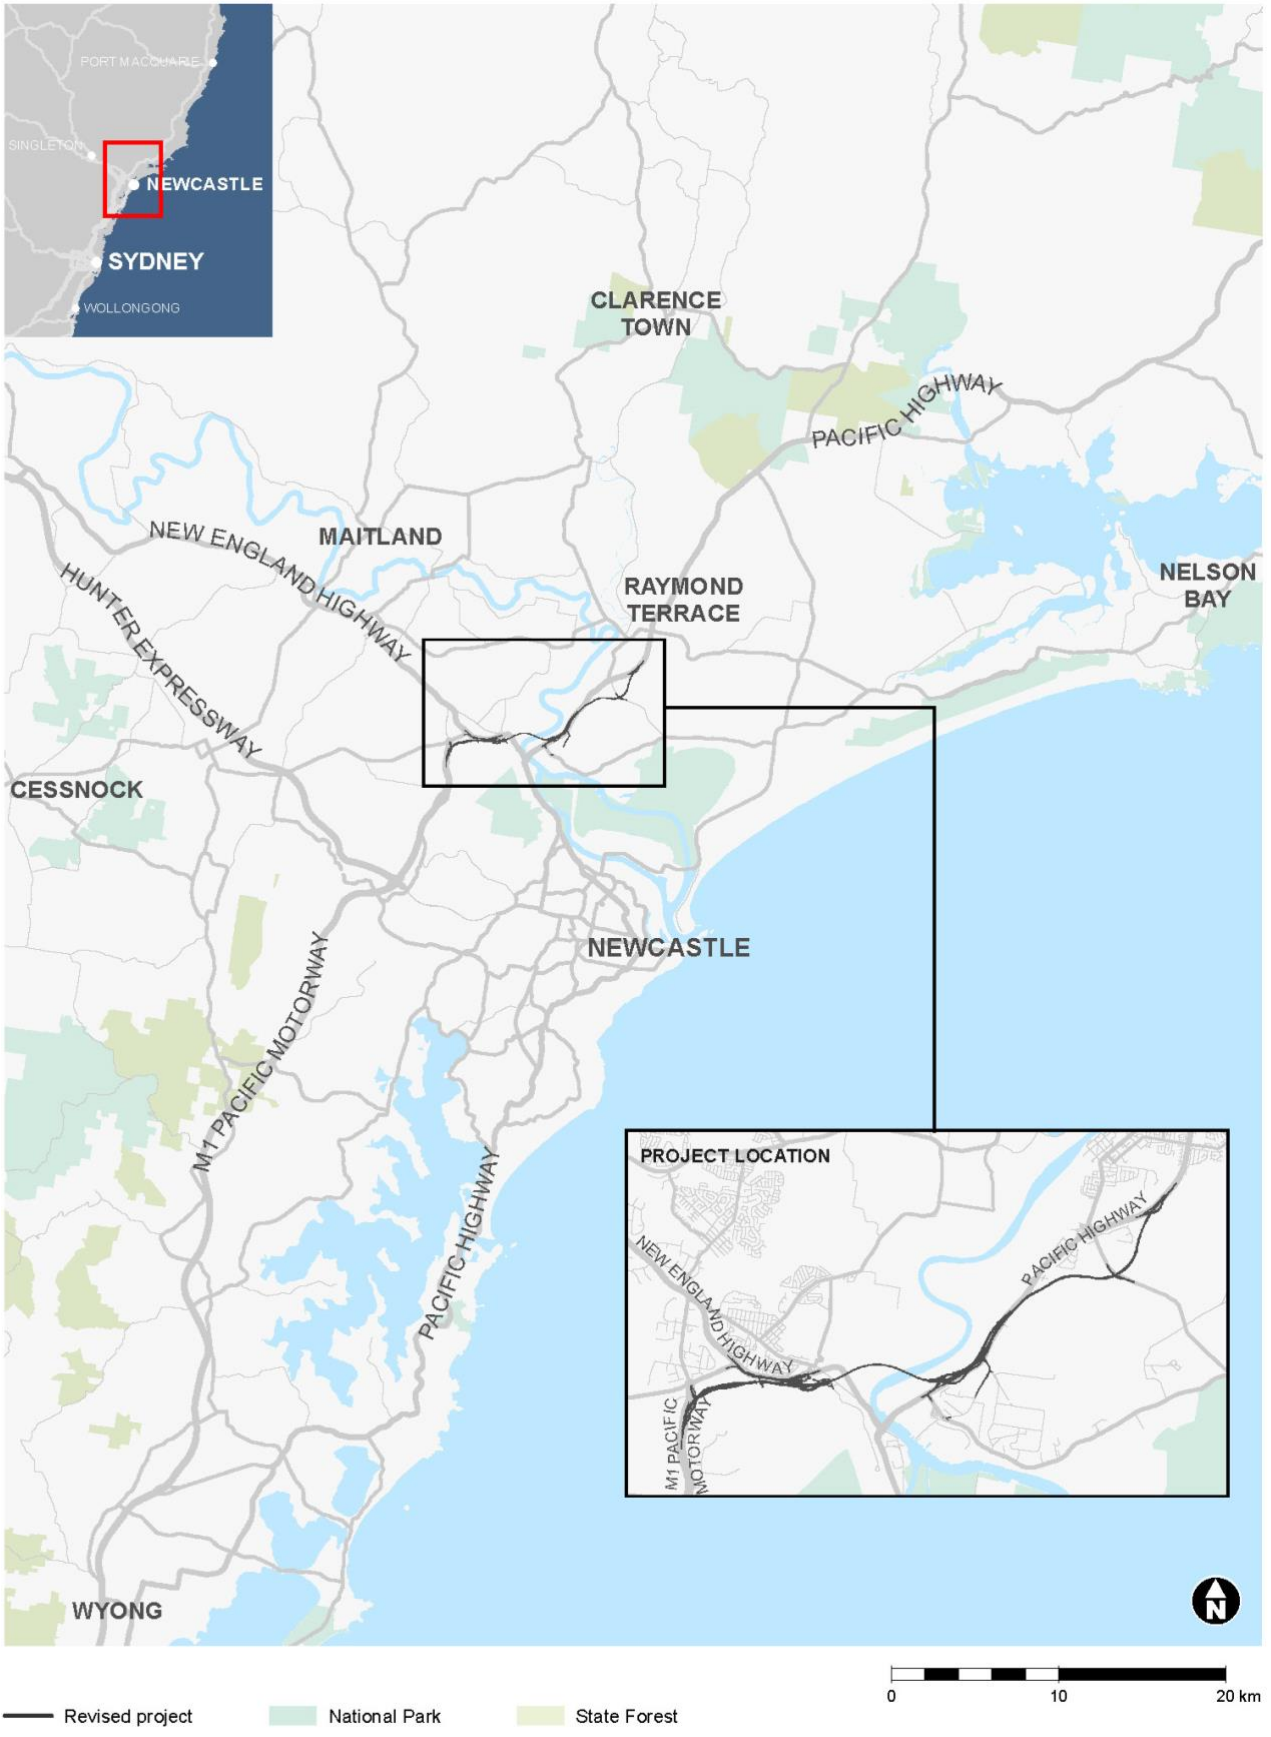 PORT MACQUARIE
SINGLETON
NEWCASTLE
SYDNEY
WOLLONGONG
CLARENCE
TOWN
PACIFIC HIGHWAY
NEW ENGLAND HIGHWAY
MAITLAND
HUNTER EXPRESSWAY
RAYMOND
TERRACE
NELSON
BAY
CESSNOCK
NEWCASTLE
M1 PACIFIC MOTORWAY
PACIFIC HIGHWAY
PROJECT LOCATION
PACIFIC HIGHWAY
NEW ENGLAND HIGHWAY
M1 PACIFIC
MOTORWAY
WYONG
N
0 10 20 km
Revised project
National Park
State Forest